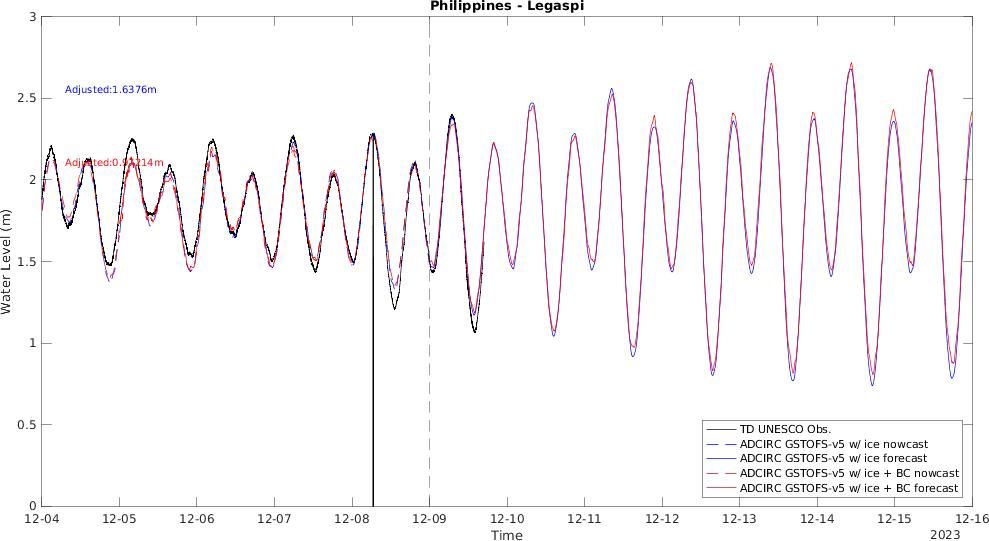 Philippines - Legaspi
Water Level (m)
3
2.5
2
1.5
1
0.5
0
Adjusted:1.6376m
TD UNESCO Obs.
ADCIRC GSTOFS-v5 w/ ice nowcast
ADCIRC GSTOFS-v5 w/ ice forecast
ADCIRC GSTOFS-v5 w/ ice + BC nowcast
ADCIRC GSTOFS-v5 w/ ice + BC forecast
12-04 12-05 12-06 12-07 12-08 12-09 12-10 12-11 12-12 12-13 12-14 12-15 12-16
Time
2023